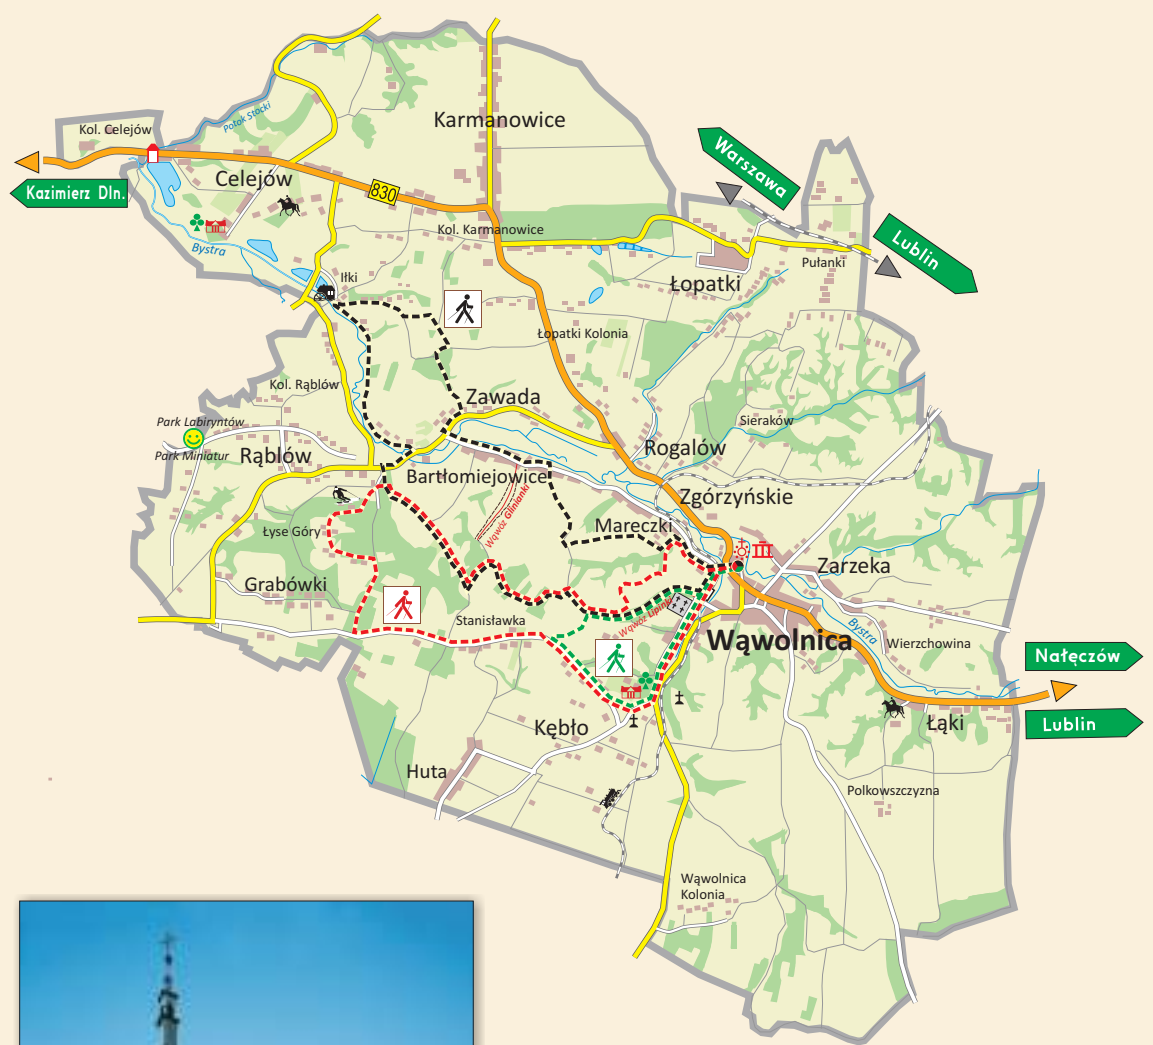 Karmanowice
Kol. Celejów
Potok Stocki
Warszawa
Celejów
Kazimierz Dln.
830
Kol. Karmanowice
Lublin
Bystra
Pułanki
Iłki
Łopatki
Łopatki Kolonia
Kol. Rąblów
Zawada
Park Labiryntów
Sieraków
Park Miniatur
Rąblów
Rogalów
Bartłomiejowice
Zgórzyńskie
Wąwóz Glinianki
Mareczki
Łyse Góry
Zarzeka
Grabówki
Stanisławka
Wąwóz Lipinki
Wąwolnica
Bystra
Wierzchowina
Nałęczów
Kębło
Łąki
Lublin
Huta
Polkowszczyzna
Wąwolnica
Kolonia